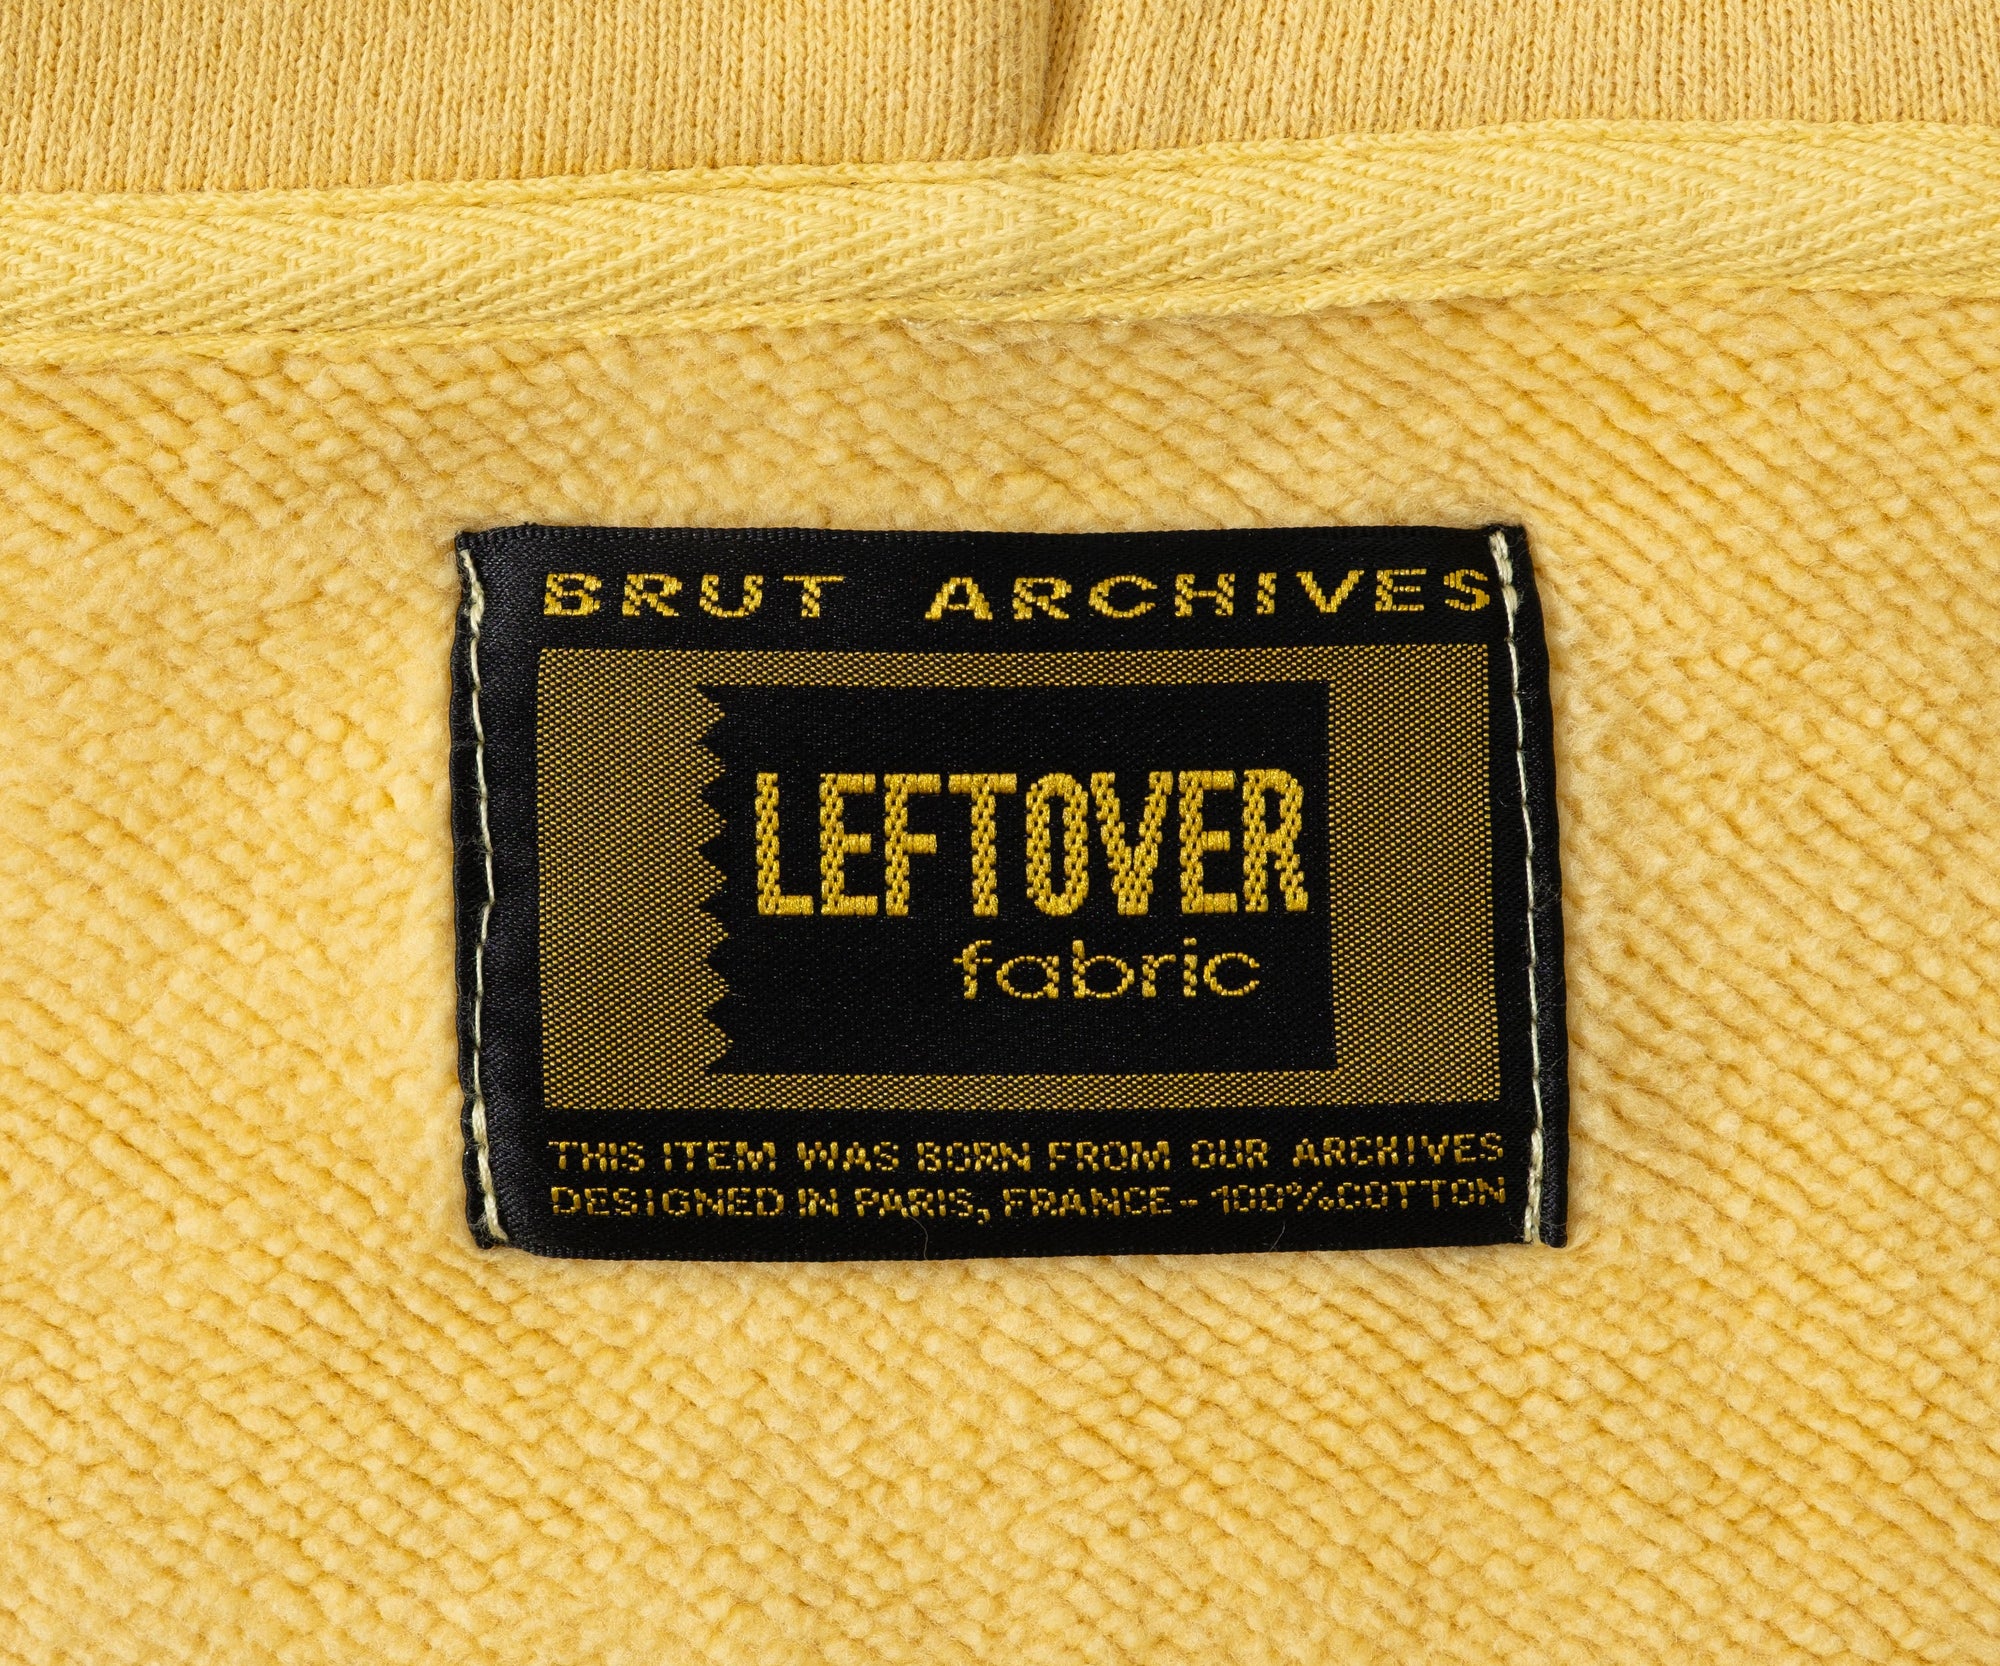 BRUT ARCHIVES
LEFTOVER
fabric
THIS ITEM WAS BORN FROM OUR ARCHIVES
DESIGNED IN PARIS, FRANCE - 100% COTTON